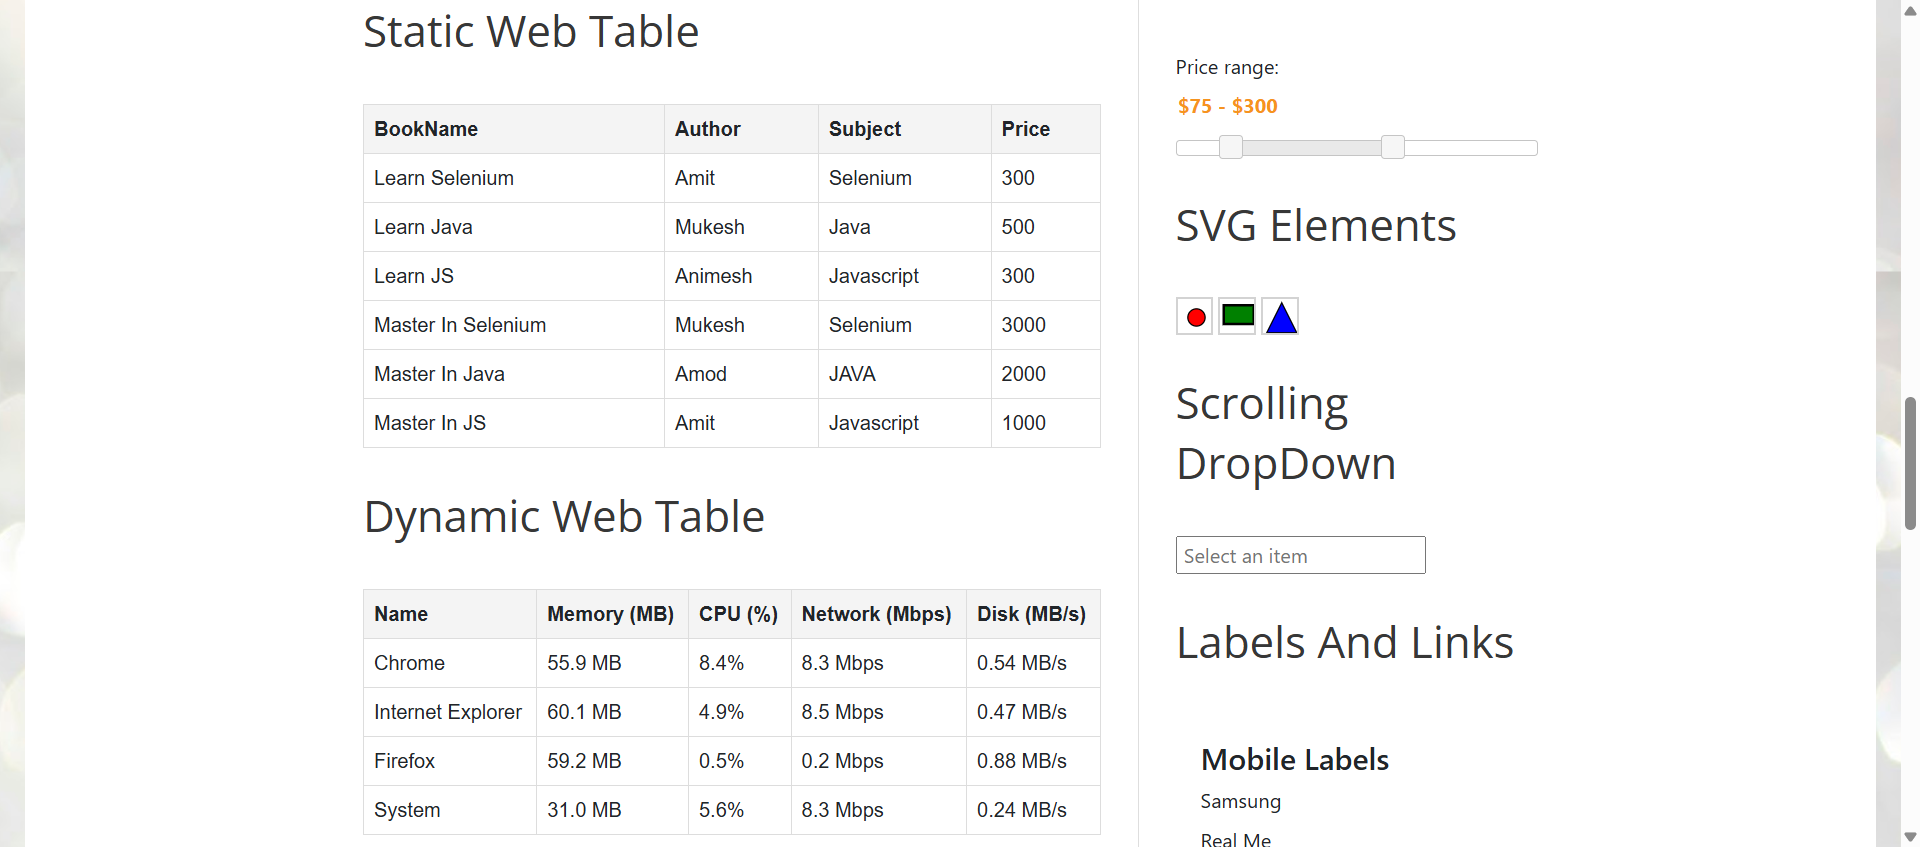 Static Web Table
BookName Author Subject Price
Learn Selenium Amit Selenium 300
Learn Java Mukesh Java 500
Learn JS Animesh Javascript 300
Master In Selenium Mukesh Selenium 3000
Master In Java Amod JAVA 2000
Master In JS Amit Javascript 1000
Dynamic Web Table
Name Memory (MB) CPU (%) Network (Mbps) Disk (MB/s)
Chrome 55.9 MB 8.4% 8.3 Mbps 0.54 MB/s
Internet Explorer 60.1 MB 4.9% 8.5 Mbps 0.47 MB/s
Firefox 59.2 MB 0.5% 0.2 Mbps 0.88 MB/s
System 31.0 MB 5.6% 8.3 Mbps 0.24 MB/s
Price range:
$75 - $300
SVG Elements
Scrolling
DropDown
Select an item
Labels And Links
Mobile Labels
Samsung
Real Me